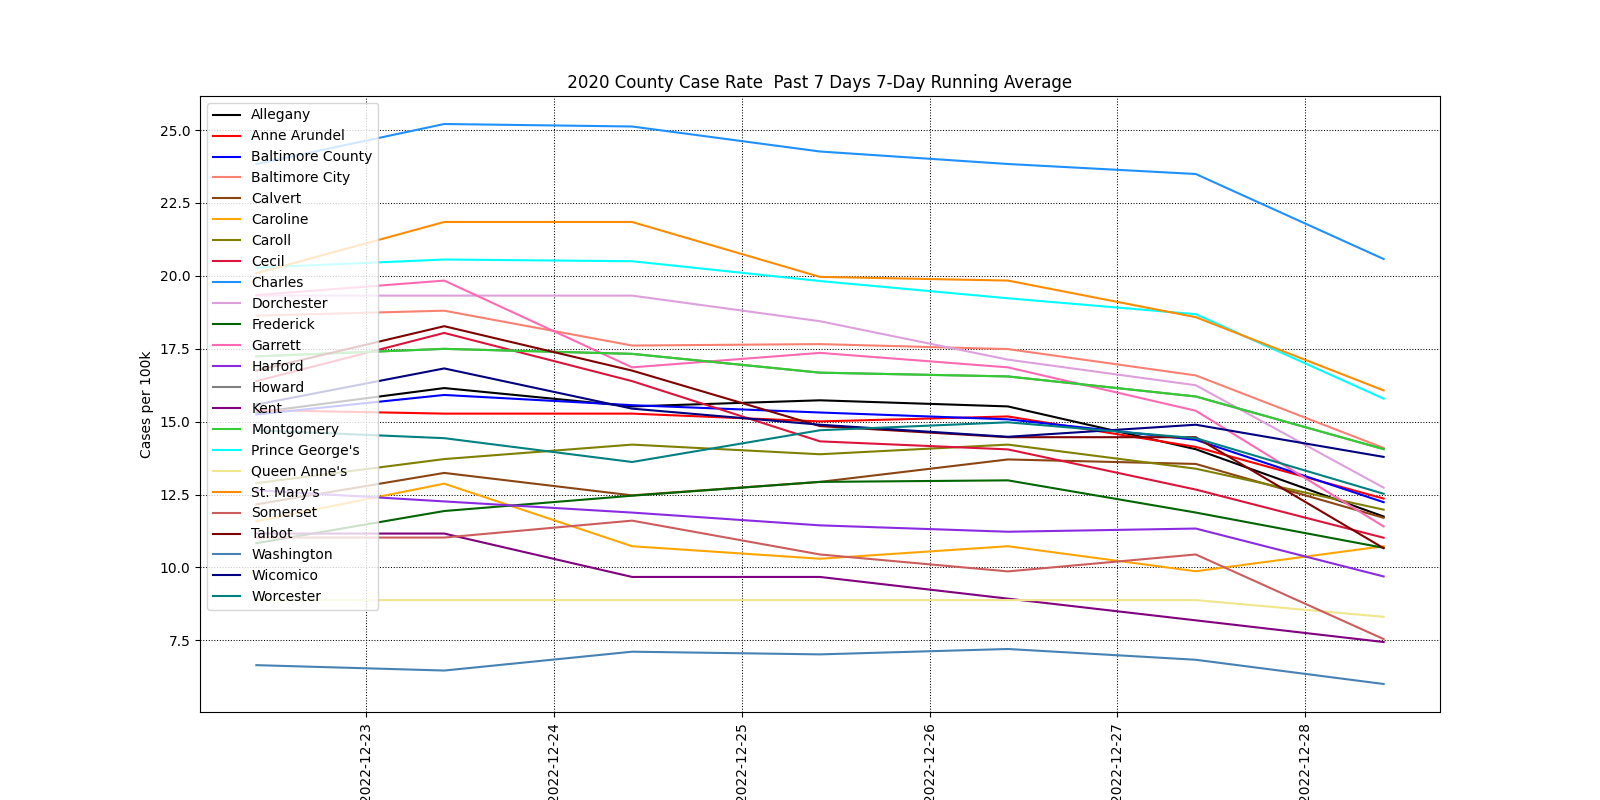 2020 County Case Rate  Past 7 Days 7-Day Running Average
Cases per 100k
25.0
22.5
20.0
17.5
15.0
12.5
10.0
7.5
Allegany
Anne Arundel
Baltimore County
Baltimore City
Calvert
Caroline
Caroll
Cecil
Charles
Dorchester
Frederick
Garrett
Harford
Howard
Kent
Montgomery
Prince George's
Queen Anne's
St. Mary's
Somerset
Talbot
Washington
Wicomico
Worcester
2022-12-23
2022-12-24
2022-12-25
2022-12-26
2022-12-27
2022-12-28